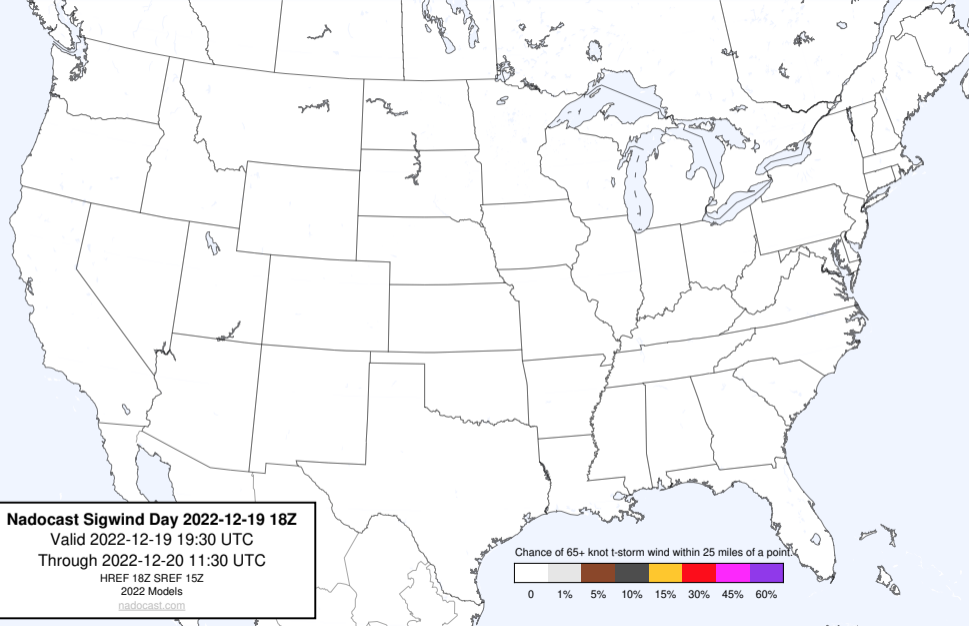 Nadocast Sigwind Day 2022-12-19 18Z
Valid 2022-12-19 19:30 UTC
Through 2022-12-20 11:30 UTC
HREF 18Z SREF 15Z
2022 Models
nadocast.com
Chance of 65+ knot t-storm wind within 25 miles of a point.
0 1% 5% 10% 15% 30% 45% 60%